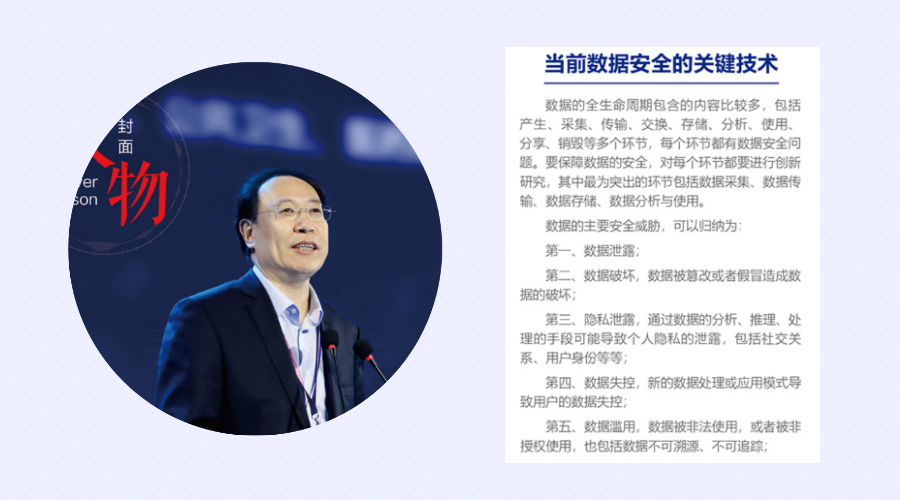 封
面
人物
ver
son
当前数据安全的关键技术
数据的全生命周期包含的内容比较多，包括
产生、采集、传输、交换、存储、分析、使用、
分享、销毁等多个环节，每个环节都有数据安全问
题。要保障数据的安全，对每个环节都要进行创新
研究，其中最为突出的环节包括数据采集、数据传
输、数据存储、数据分析与使用。
数据的主要安全威胁，可以归纳为：
第一、数据泄露；
第二、数据破坏，数据被篡改或者假冒造成数
据的破坏；
第三、隐私泄露，通过数据的分析、推理、处
理的手段可能导致个人隐私的泄露，包括社交关
系、用户身份等等；
第四、数据失控，新的数据处理或应用模式导
致用户的数据失控；
第五、数据滥用，数据被非法使用，或者被非
授权使用，也包括数据不可溯源、不可追踪；